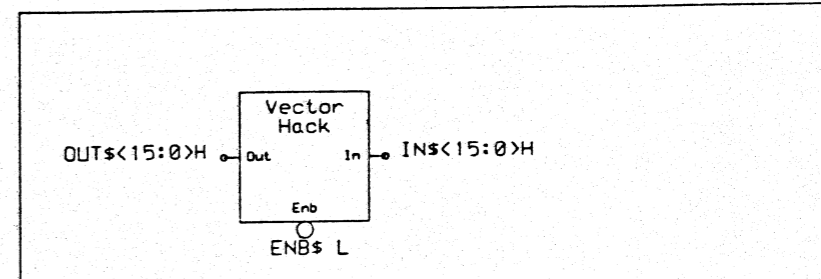 Vector
Hack
OUT$<15:0>H Out In IN$<15:0>H
Enb
ENB$ L